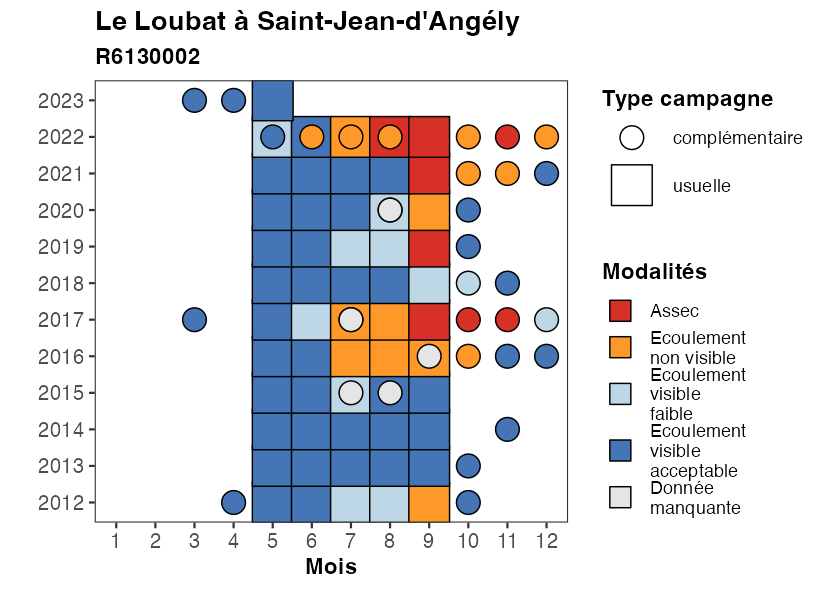 Le Loubat à Saint-Jean-d'Angély
R6130002
2023
2022
2021
2020
2019
2018
2017
2016
2015
2014
2013
2012
1 2 3 4 5 6 7 8 9 10 11 12
Mois
Type campagne
complémentaire
usuelle
Modalités
Assec
Ecoulement
non visible
Ecoulement
visible
faible
Ecoulement
visible
acceptable
Donnée
manquante